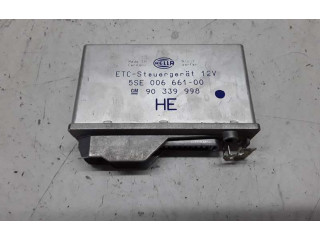 HELLA
ETC-Steuergerät 12V
5SE 006 661-00
GM 90 339 998
HE